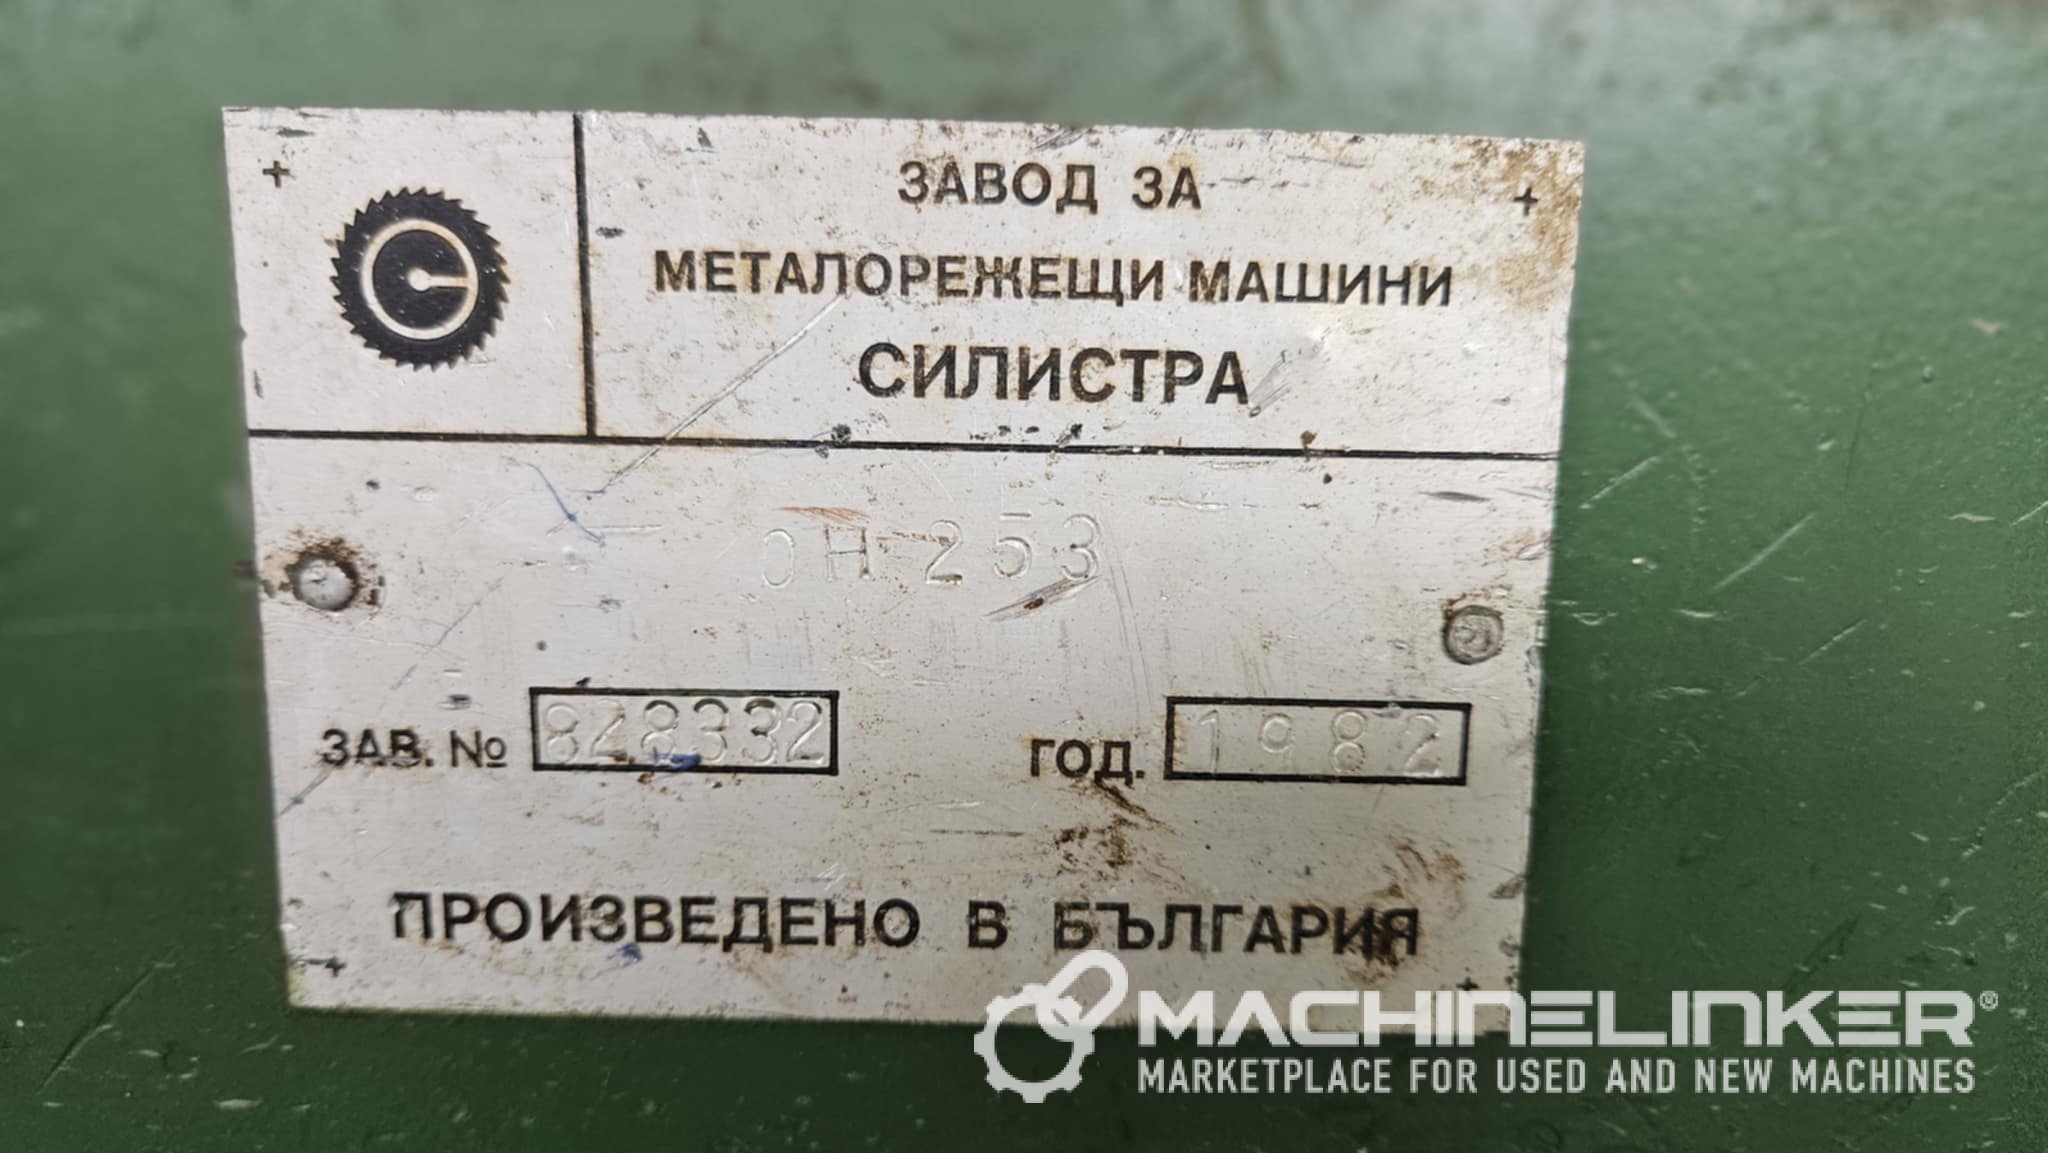 ЗАВОД ЗА
МЕТАЛОРЕЖЕЩИ МАШИНИ
СИЛИСТРА
ОН 253
ЗАВ. № 828332
ГОД. 1982
ПРОИЗВЕДЕНО В БЪЛГАРИЯ
MACHINELINKER®
MARKETPLACE FOR USED AND NEW MACHINES